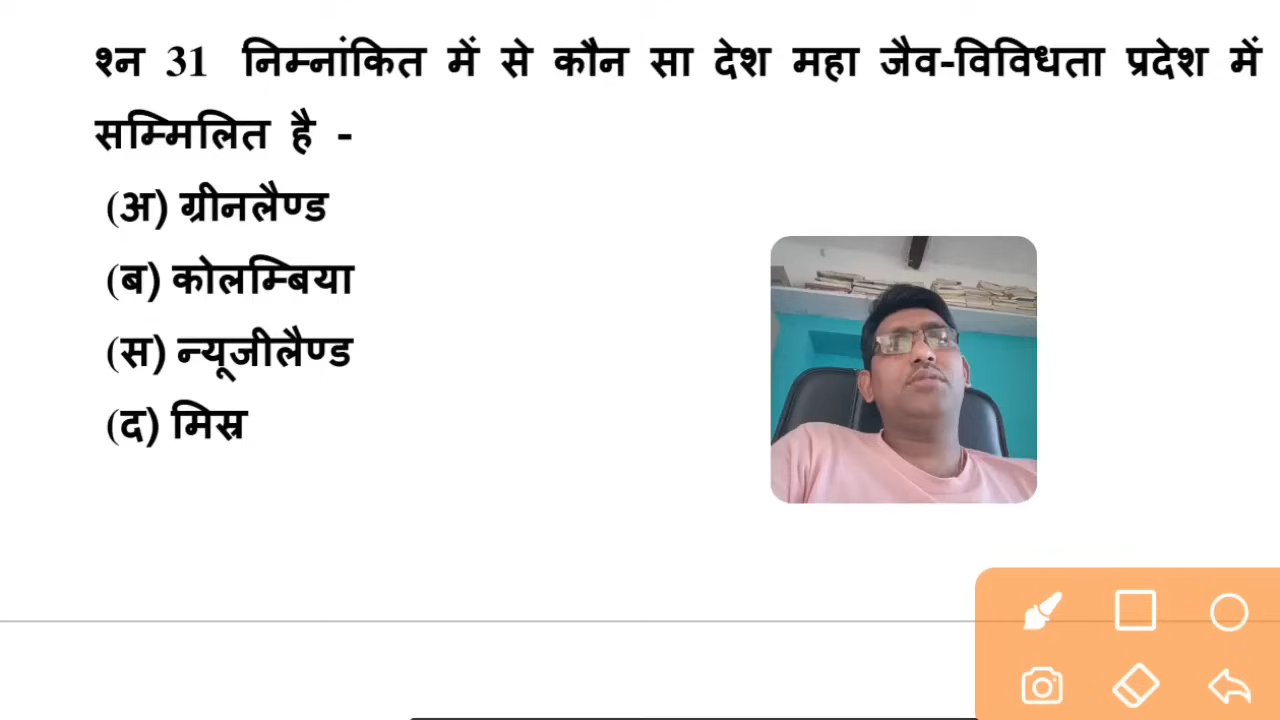 श्न 31 निम्नांकित में से कौन सा देश महा जैव-विविधता प्रदेश में
सम्मिलित है -
(अ) ग्रीनलैण्ड
(ब) कोलम्बिया
(स) न्यूजीलैण्ड
(द) मिस्र